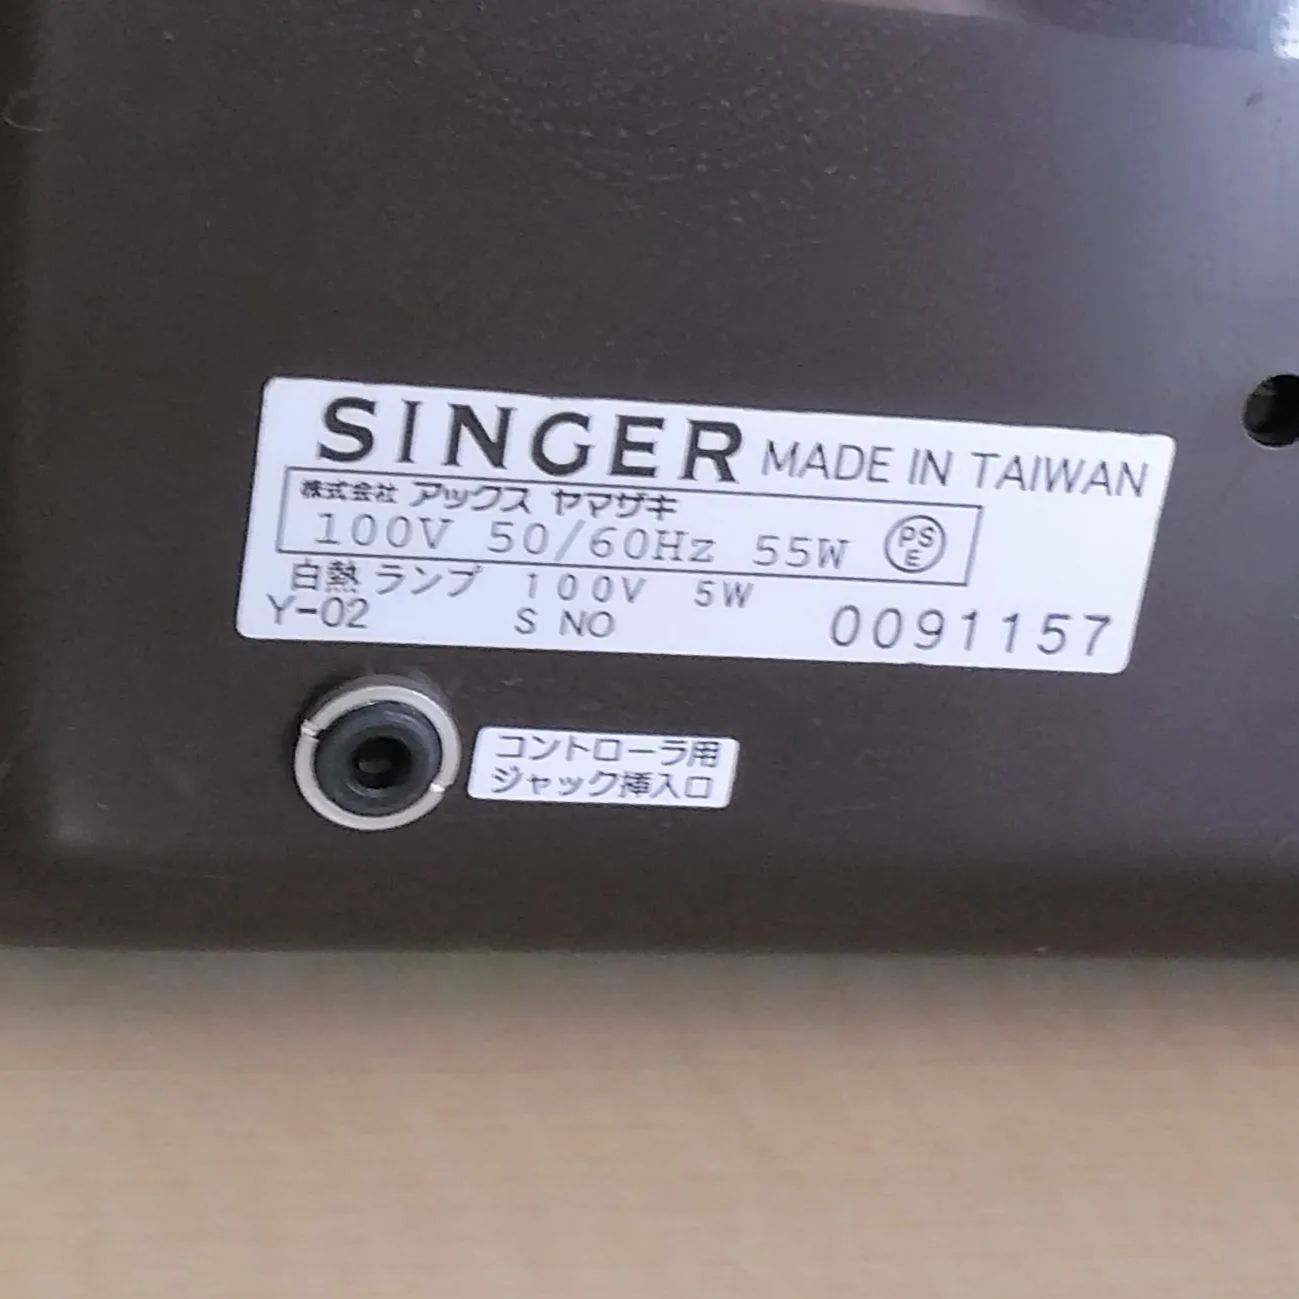 SINGER MADE IN TAIWAN
株式会社 アックス ヤマザキ
100V 50/60Hz 55W PSE
白熱 ランプ 100V 5W
Y-02 S NO 0091157
コントローラ用
ジャック挿入口